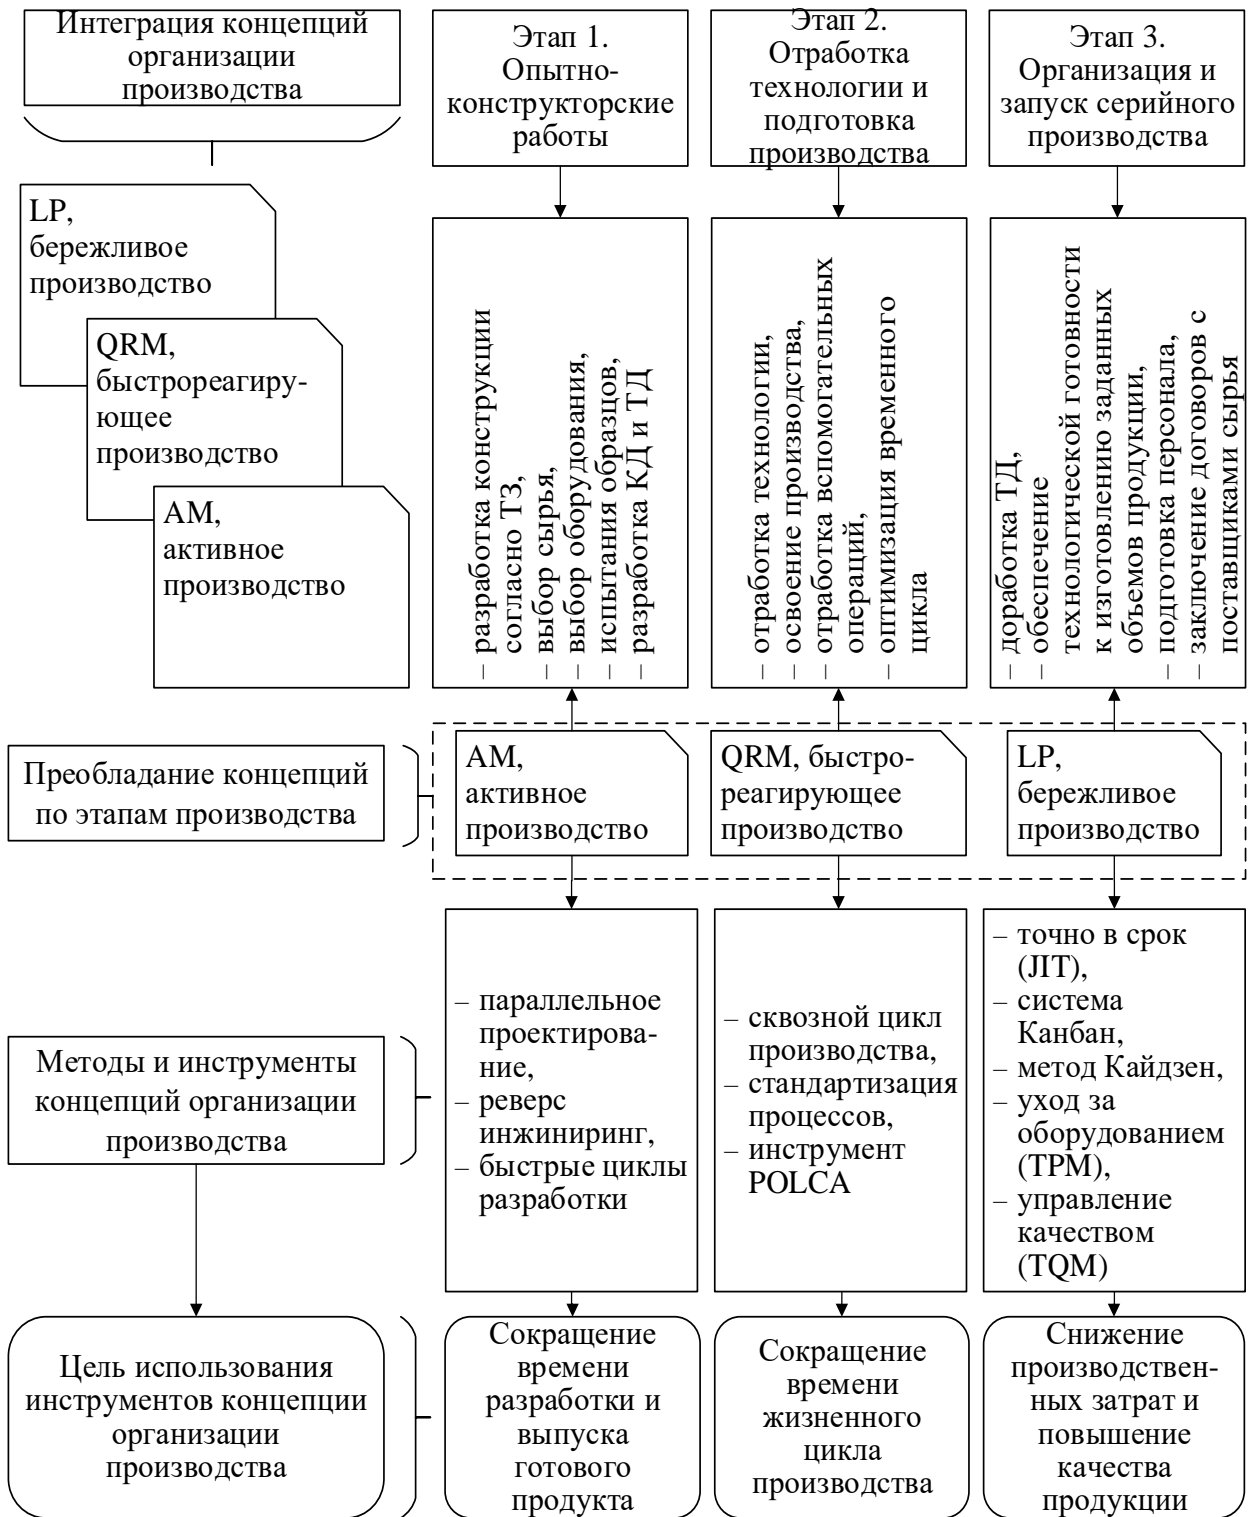 Интеграция концепций
организации
производства
Этап 1.
Опытно-
конструкторские
работы
Этап 2.
Отработка
технологии и
подготовка
производства
Этап 3.
Организация и
запуск серийного
производства
LP,
бережливое
производство
QRM,
быстрореагиру-
ющее
производство
AM,
активное
производство
– разработка конструкции
согласно ТЗ,
– выбор сырья,
– выбор оборудования,
– испытания образцов,
– разработка КД и ТД
– отработка технологии,
– освоение производства,
– отработка вспомогательных
операций,
– оптимизация временного
цикла
– доработка ТД,
– обеспечение
технологической готовности
к изготовлению заданных
объемов продукции,
– подготовка персонала,
– заключение договоров с
поставщиками сырья
Преобладание концепций
по этапам производства
AM,
активное
производство
QRM, быстро-
реагирующее
производство
LP,
бережливое
производство
Методы и инструменты
концепций организации
производства
– параллельное
проектирова-
ние,
– реверс
инжиниринг,
– быстрые циклы
разработки
– сквозной цикл
производства,
– стандартизация
процессов,
– инструмент
POLCA
– точно в срок
(JIT),
– система
Канбан,
– метод Кайдзен,
– уход за
оборудованием
(TPM),
– управление
качеством
(TQM)
Цель использования
инструментов концепции
организации
производства
Сокращение
времени
разработки и
выпуска
готового
продукта
Сокращение
времени
жизненного
цикла
производства
Снижение
производствен-
ных затрат и
повышение
качества
продукции